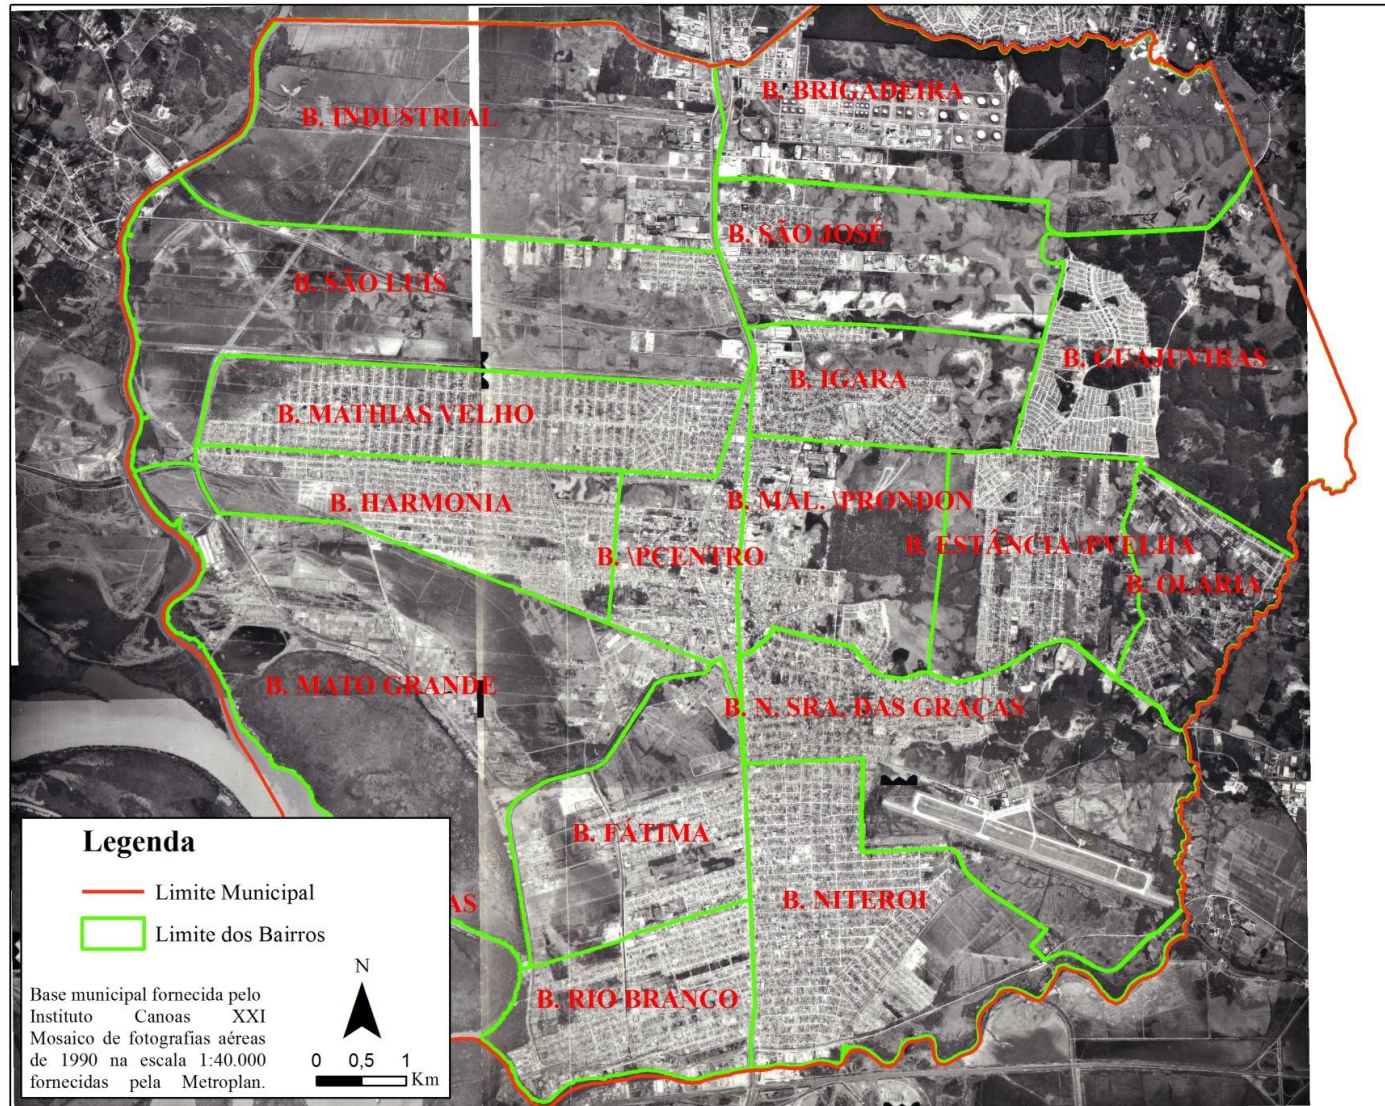 B. BRIGADEIRA
B. INDUSTRIAL
B. SÃO JOSÉ
B. SÃO LUIS
B. GUAJUVIRAS
B. IGARA
B. MATHIAS VELHO
B. HARMONIA
B. MAL. \PRONDON
B. \PCENTRO
B. ESTÂNCIA \PVELHA
B. OLARIA
B. MATO GRANDE
B. N. SRA. DAS GRAÇAS
B. FÁTIMA
B. NITEROI
AS
B. RIO BRANCO
Legenda
Limite Municipal
Limite dos Bairros
Base municipal fornecida pelo
Instituto Canoas XXI
Mosaico de fotografias aéreas
de 1990 na escala 1:40.000
fornecidas pela Metroplan.
N
0 0,5 1
Km